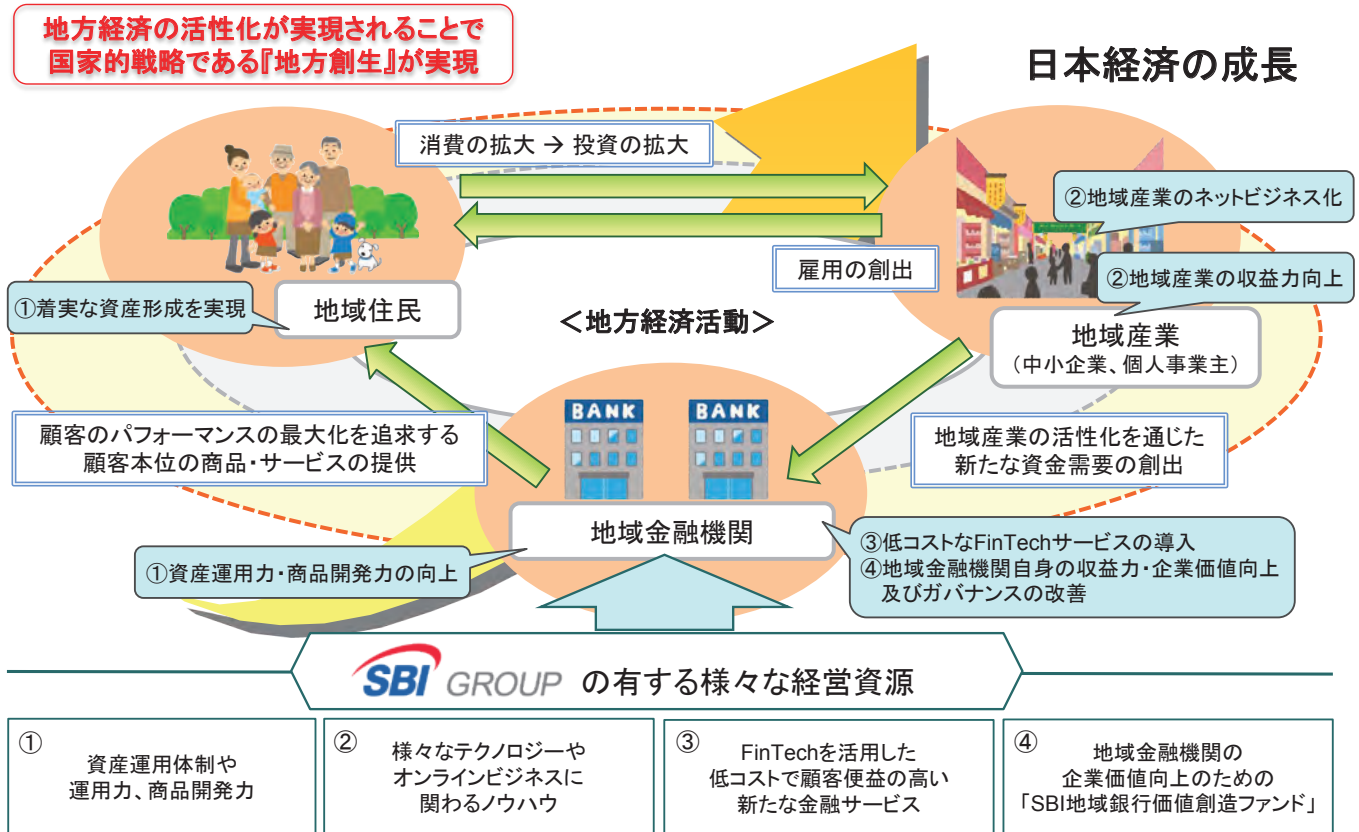 地方経済の活性化が実現されることで
国家的戦略である『地方創生』が実現
日本経済の成長
消費の拡大 → 投資の拡大
②地域産業のネットビジネス化
雇用の創出
②地域産業の収益力向上
①着実な資産形成を実現
地域住民
＜地方経済活動＞
地域産業
（中小企業、個人事業主）
BANK
BANK
顧客のパフォーマンスの最大化を追求する
顧客本位の商品・サービスの提供
地域産業の活性化を通じた
新たな資金需要の創出
地域金融機関
①資産運用力・商品開発力の向上
③低コストなFinTechサービスの導入
④地域金融機関自身の収益力・企業価値向上
及びガバナンスの改善
SBI GROUP の有する様々な経営資源
①
資産運用体制や
運用力、商品開発力
②
様々なテクノロジーや
オンラインビジネスに
関わるノウハウ
③
FinTechを活用した
低コストで顧客便益の高い
新たな金融サービス
④
地域金融機関の
企業価値向上のための
「SBI地域銀行価値創造ファンド」